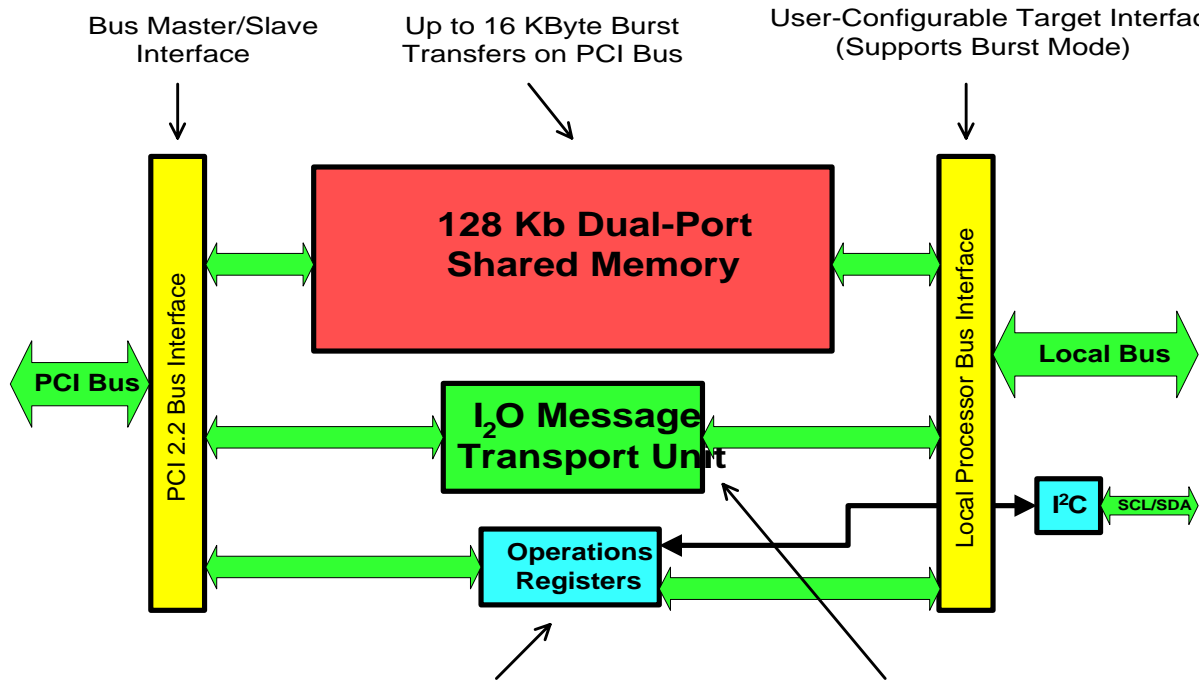 Bus Master/Slave
Interface
Up to 16 KByte Burst
Transfers on PCI Bus
User-Configurable Target Interfac
(Supports Burst Mode)
128 Kb Dual-Port
Shared Memory
PCI 2.2 Bus Interface
Local Processor Bus Interface
PCI Bus
Local Bus
I₂O Message
Transport Unit
I²C
SCL/SDA
Operations
Registers